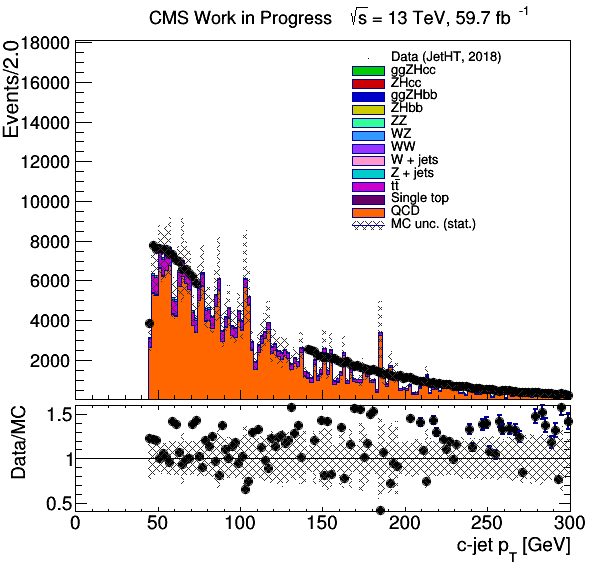 CMS Work in Progress √s = 13 TeV, 59.7 fb⁻¹
Events/2.0
18000
16000
14000
12000
10000
8000
6000
4000
2000
Data (JetHT, 2018)
ggZHcc
ZHcc
ggZHbb
ZHbb
ZZ
WZ
WW
W + jets
Z + jets
tt̄
Single top
QCD
MC unc. (stat.)
Data/MC
1.5
1
0.5
0 50 100 150 200 250 300
c-jet p_T [GeV]